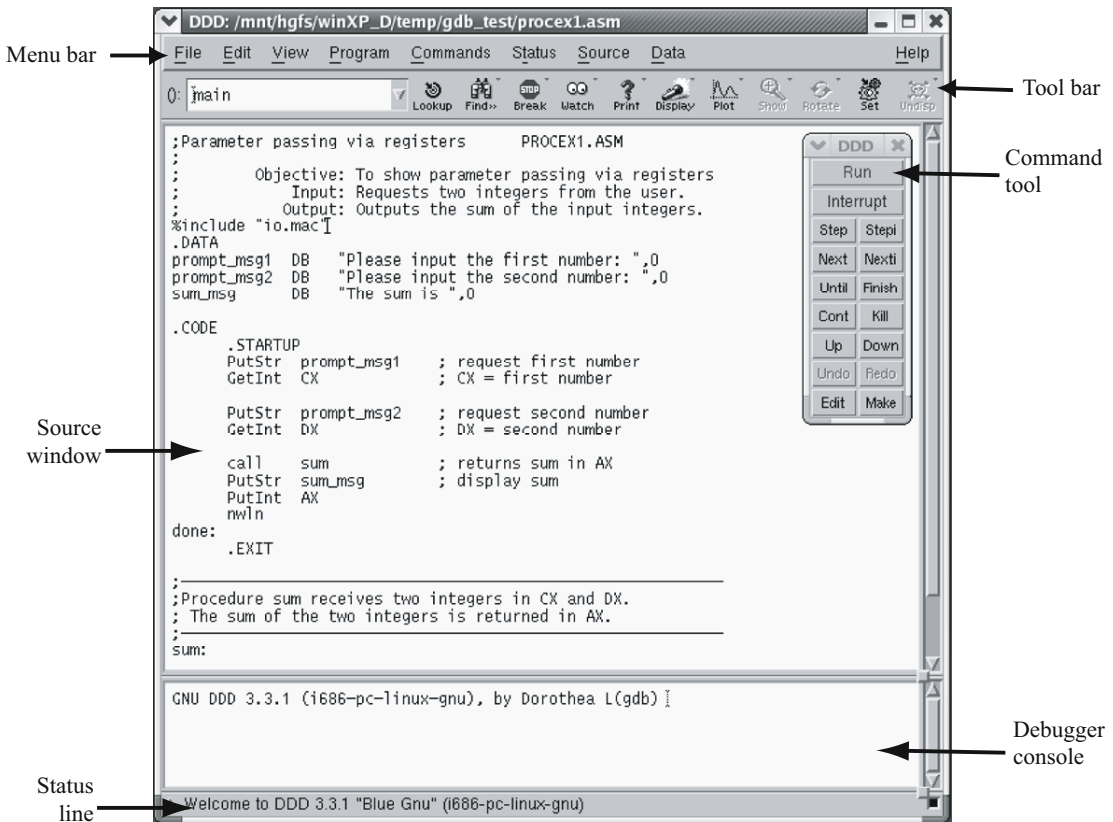 DDD: /mnt/hgfs/winXP_D/temp/gdb_test/procex1.asm
Menu bar
File Edit View Program Commands Status Source Data Help
(): main
Lookup Find» Break Watch Print Display Plot Show Rotate Set Undisp
STOP
Tool bar
;Parameter passing via registers PROCEX1.ASM
;
; Objective: To show parameter passing via registers
; Input: Requests two integers from the user.
; Output: Outputs the sum of the input integers.
%include "io.mac"
.DATA
prompt_msg1 DB "Please input the first number: ",0
prompt_msg2 DB "Please input the second number: ",0
sum_msg DB "The sum is ",0
.CODE
.STARTUP
PutStr prompt_msg1 ; request first number
GetInt CX ; CX = first number
PutStr prompt_msg2 ; request second number
GetInt DX ; DX = second number
call sum ; returns sum in AX
PutStr sum_msg ; display sum
PutInt AX
nwln
done:
.EXIT
;
;Procedure sum receives two integers in CX and DX.
; The sum of the two integers is returned in AX.
;
sum:
DDD
Run
Interrupt
Step Stepi
Next Nexti
Until Finish
Cont Kill
Up Down
Undo Redo
Edit Make
Command
tool
Source
window
GNU DDD 3.3.1 (i686-pc-linux-gnu), by Dorothea L(gdb)
Debugger
console
Status
line
Welcome to DDD 3.3.1 "Blue Gnu" (i686-pc-linux-gnu)